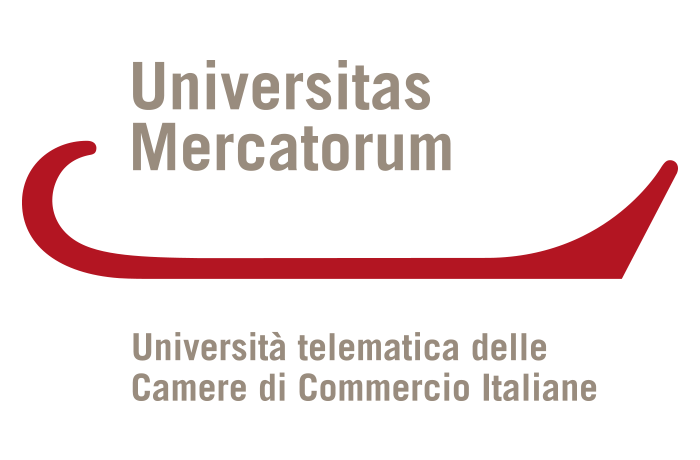 Universitas
Mercatorum
Università telematica delle
Camere di Commercio Italiane